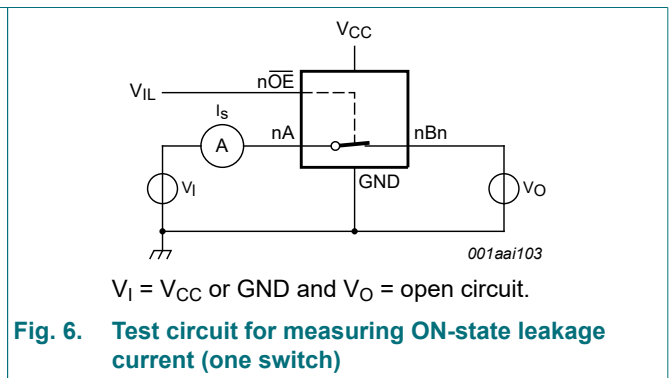 VCC
VIL
nOE
IS
A
nA
nBn
GND
VI
VO
001aai103
VI = VCC or GND and VO = open circuit.
Fig. 6. Test circuit for measuring ON-state leakage
current (one switch)